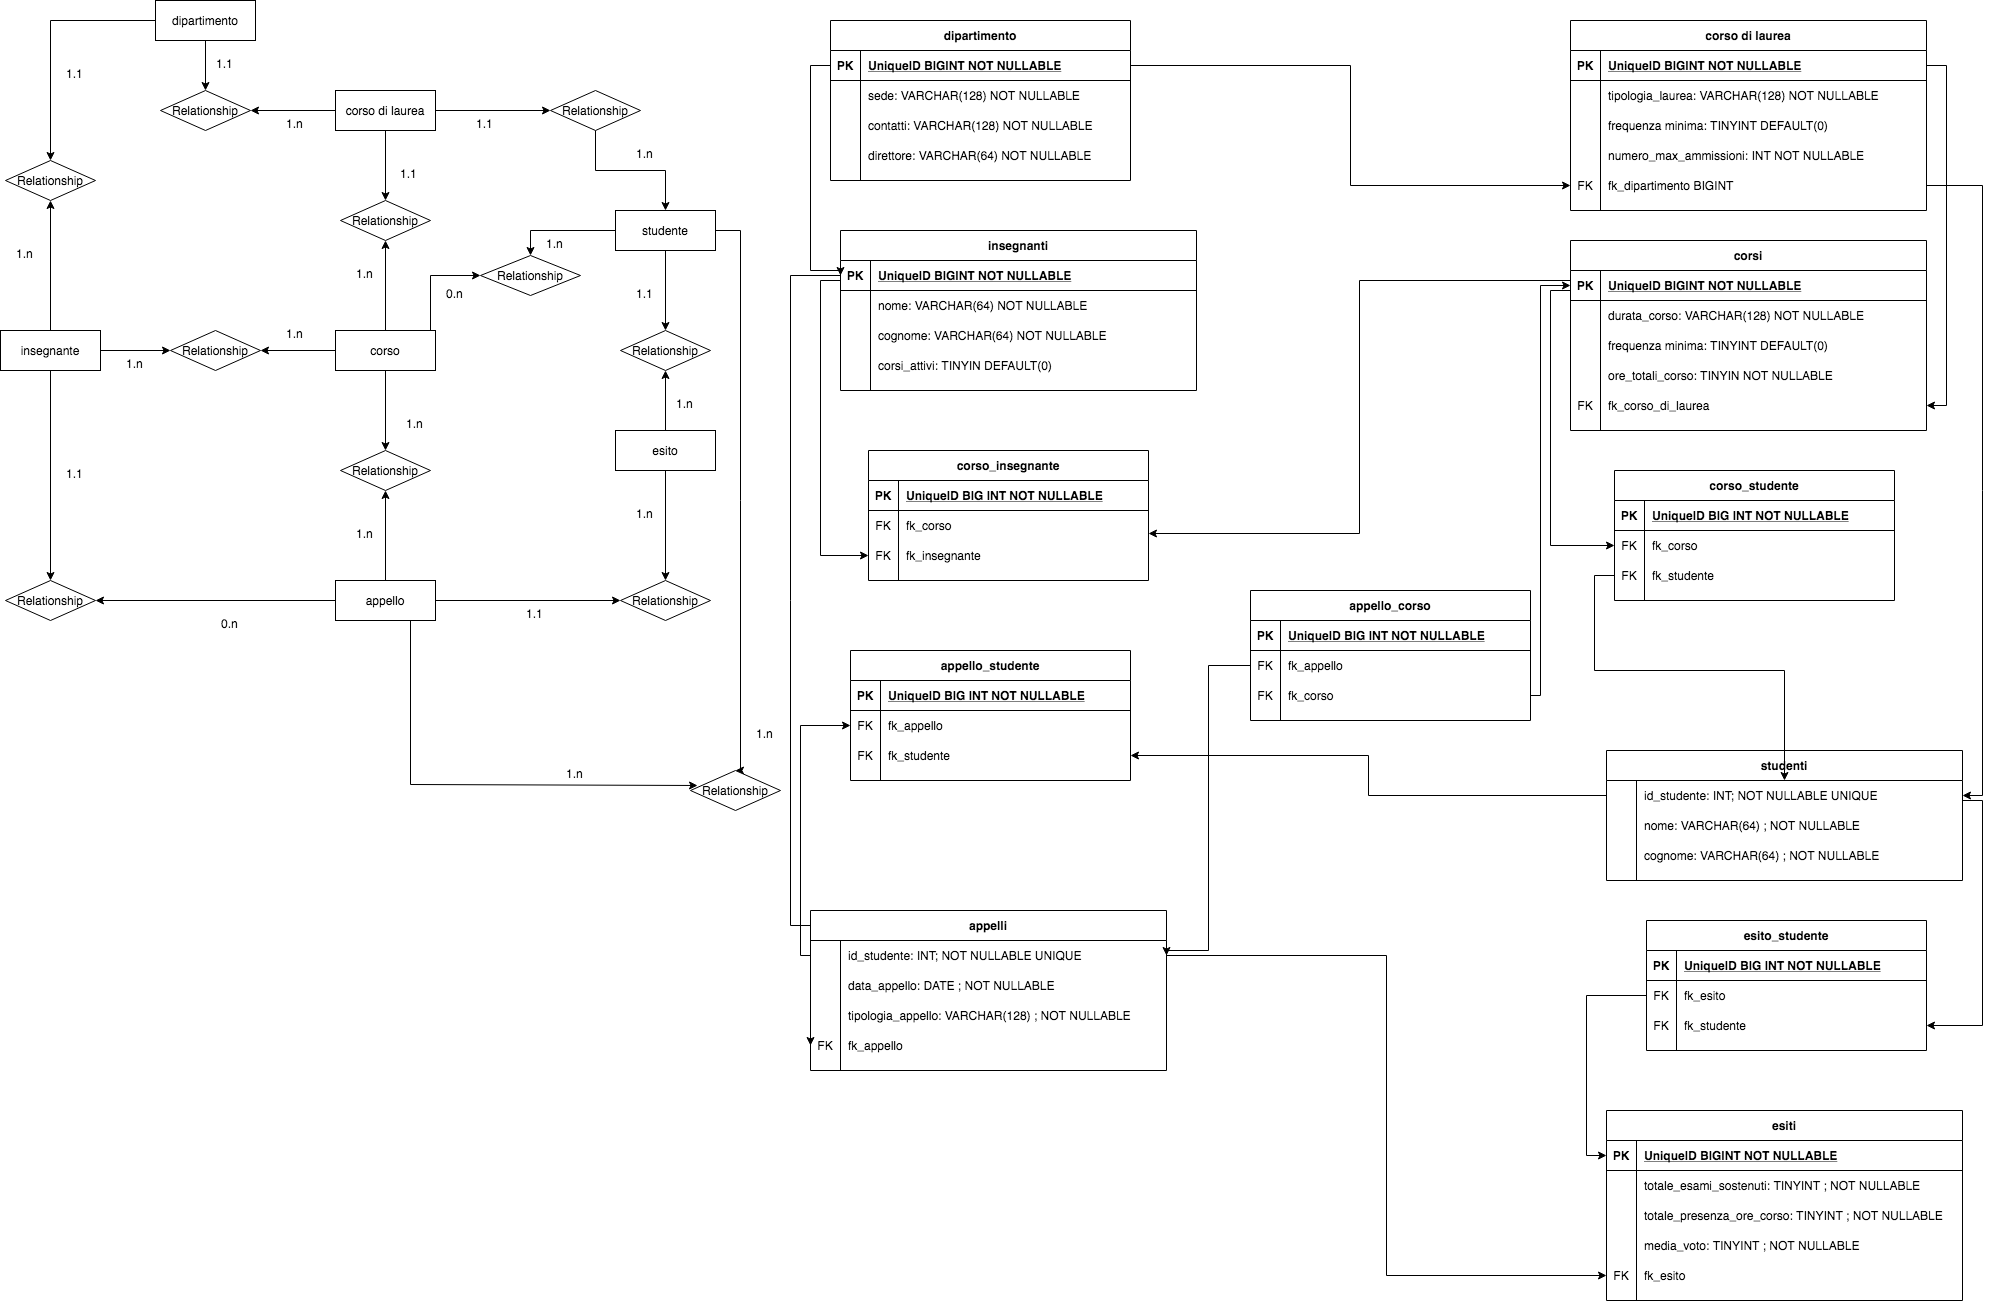 dipartimento
1.1
1.1
Relationship
1.n
corso di laurea
1.1
Relationship
1.n
1.1
Relationship
Relationship
studente
1.n
1.n
1.n
Relationship
0.n
1.1
insegnante
1.n
Relationship
1.n
corso
Relationship
1.n
1.n
esito
1.1
Relationship
1.n
1.n
Relationship
0.n
appello
1.1
Relationship
1.n
1.n
Relationship
dipartimento
PK UniqueID BIGINT NOT NULLABLE
sede: VARCHAR(128) NOT NULLABLE
contatti: VARCHAR(128) NOT NULLABLE
direttore: VARCHAR(64) NOT NULLABLE
corso di laurea
PK UniqueID BIGINT NOT NULLABLE
tipologia_laurea: VARCHAR(128) NOT NULLABLE
frequenza minima: TINYINT DEFAULT(0)
numero_max_ammissioni: INT NOT NULLABLE
FK fk_dipartimento BIGINT
insegnanti
PK UniqueID BIGINT NOT NULLABLE
nome: VARCHAR(64) NOT NULLABLE
cognome: VARCHAR(64) NOT NULLABLE
corsi_attivi: TINYIN DEFAULT(0)
corsi
PK UniqueID BIGINT NOT NULLABLE
durata_corso: VARCHAR(128) NOT NULLABLE
frequenza minima: TINYINT DEFAULT(0)
ore_totali_corso: TINYIN NOT NULLABLE
FK fk_corso_di_laurea
corso_insegnante
PK UniqueID BIG INT NOT NULLABLE
FK fk_corso
FK fk_insegnante
corso_studente
PK UniqueID BIG INT NOT NULLABLE
FK fk_corso
FK fk_studente
appello_corso
PK UniqueID BIG INT NOT NULLABLE
FK fk_appello
FK fk_corso
appello_studente
PK UniqueID BIG INT NOT NULLABLE
FK fk_appello
FK fk_studente
studenti
id_studente: INT; NOT NULLABLE UNIQUE
nome: VARCHAR(64) ; NOT NULLABLE
cognome: VARCHAR(64) ; NOT NULLABLE
appelli
id_studente: INT; NOT NULLABLE UNIQUE
data_appello: DATE ; NOT NULLABLE
tipologia_appello: VARCHAR(128) ; NOT NULLABLE
FK fk_appello
esito_studente
PK UniqueID BIG INT NOT NULLABLE
FK fk_esito
FK fk_studente
esiti
PK UniqueID BIGINT NOT NULLABLE
totale_esami_sostenuti: TINYINT ; NOT NULLABLE
totale_presenza_ore_corso: TINYINT ; NOT NULLABLE
media_voto: TINYINT ; NOT NULLABLE
FK fk_esito